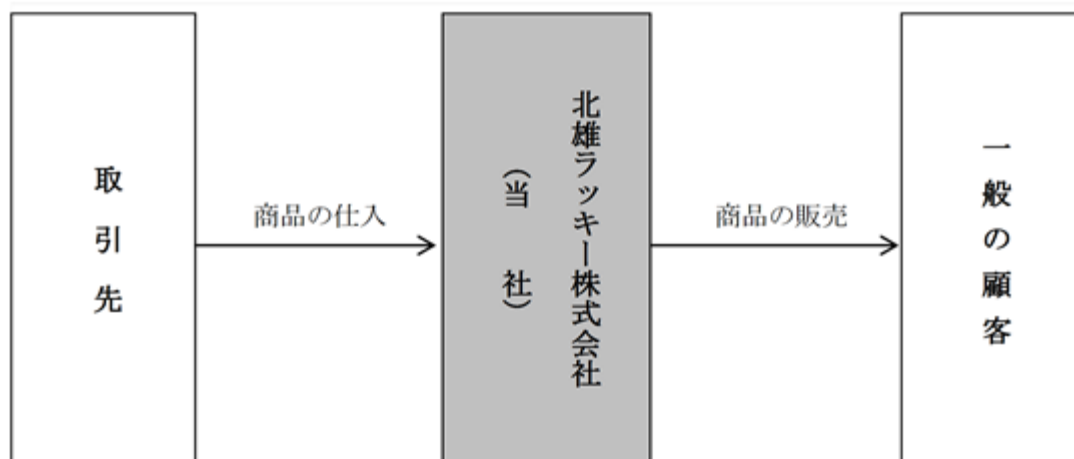 取引先
商品の仕入
北雄ラッキー株式会社
（当　　社）
商品の販売
一般の顧客